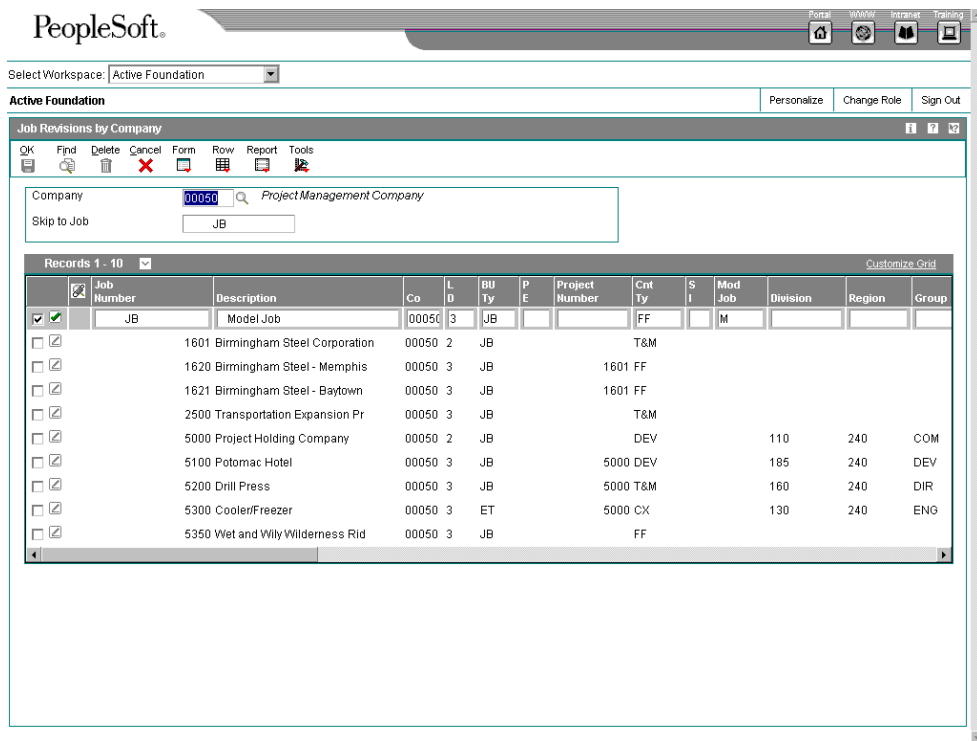 PeopleSoft.
Portal WWW Intranet Training
Select Workspace: Active Foundation
Active Foundation Personalize Change Role Sign Out
Job Revisions by Company
OK Find Delete Cancel Form Row Report Tools
Company 00050 Project Management Company
Skip to Job JB
Records 1 - 10 Customize Grid
Job Number Description Co L D BU Ty P E Project Number Cnt Ty S I Mod Job Division Region Group
JB Model Job 00050 3 JB FF M
1601 Birmingham Steel Corporation 00050 2 JB T&M
1620 Birmingham Steel - Memphis 00050 3 JB 1601 FF
1621 Birmingham Steel - Baytown 00050 3 JB 1601 FF
2500 Transportation Expansion Pr 00050 3 JB T&M
5000 Project Holding Company 00050 2 JB DEV 110 240 COM
5100 Potomac Hotel 00050 3 JB 5000 DEV 185 240 DEV
5200 Drill Press 00050 3 JB 5000 T&M 160 240 DIR
5300 Cooler/Freezer 00050 3 ET 5000 CX 130 240 ENG
5350 Wet and Wily Wilderness Rid 00050 3 JB FF